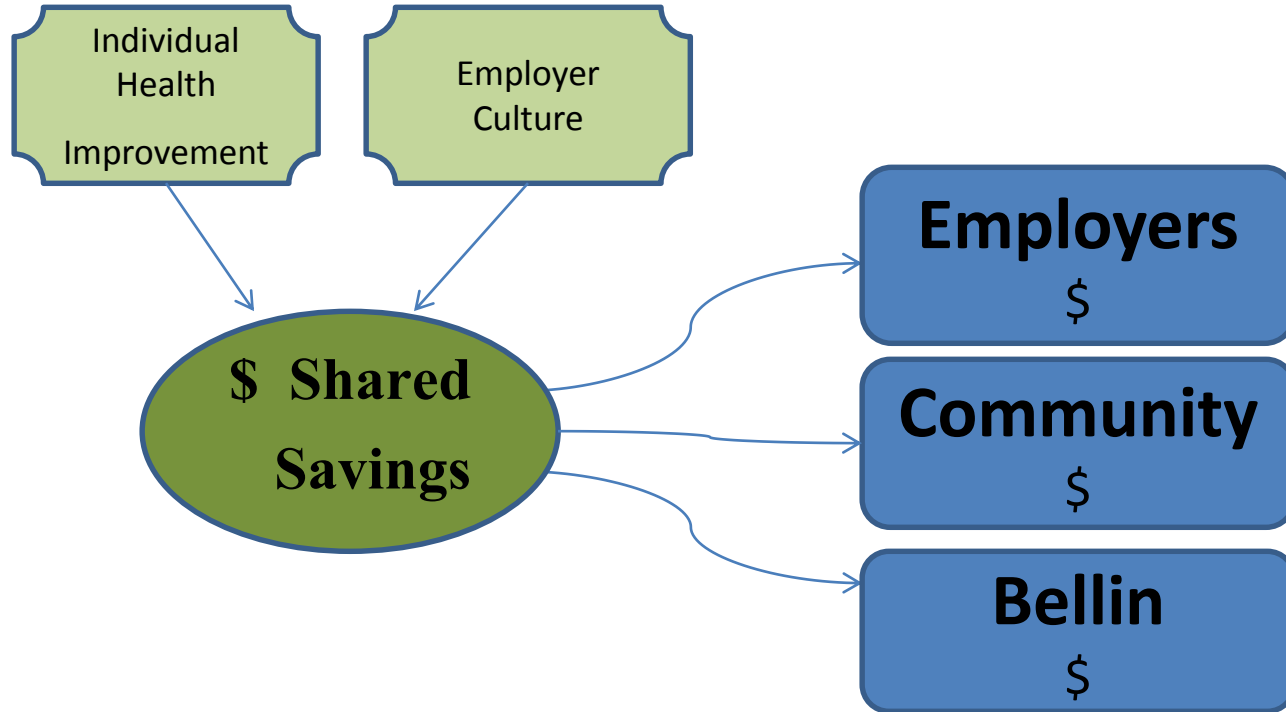 Individual
Health
Improvement
Employer
Culture
$ Shared
Savings
Employers
$
Community
$
Bellin
$